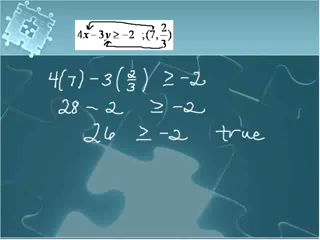 4x − 3y ≥ −2 ; (7, 2/3)
4(7) − 3(2/3) ≥ −2
28 − 2 ≥ −2
26 ≥ −2 true